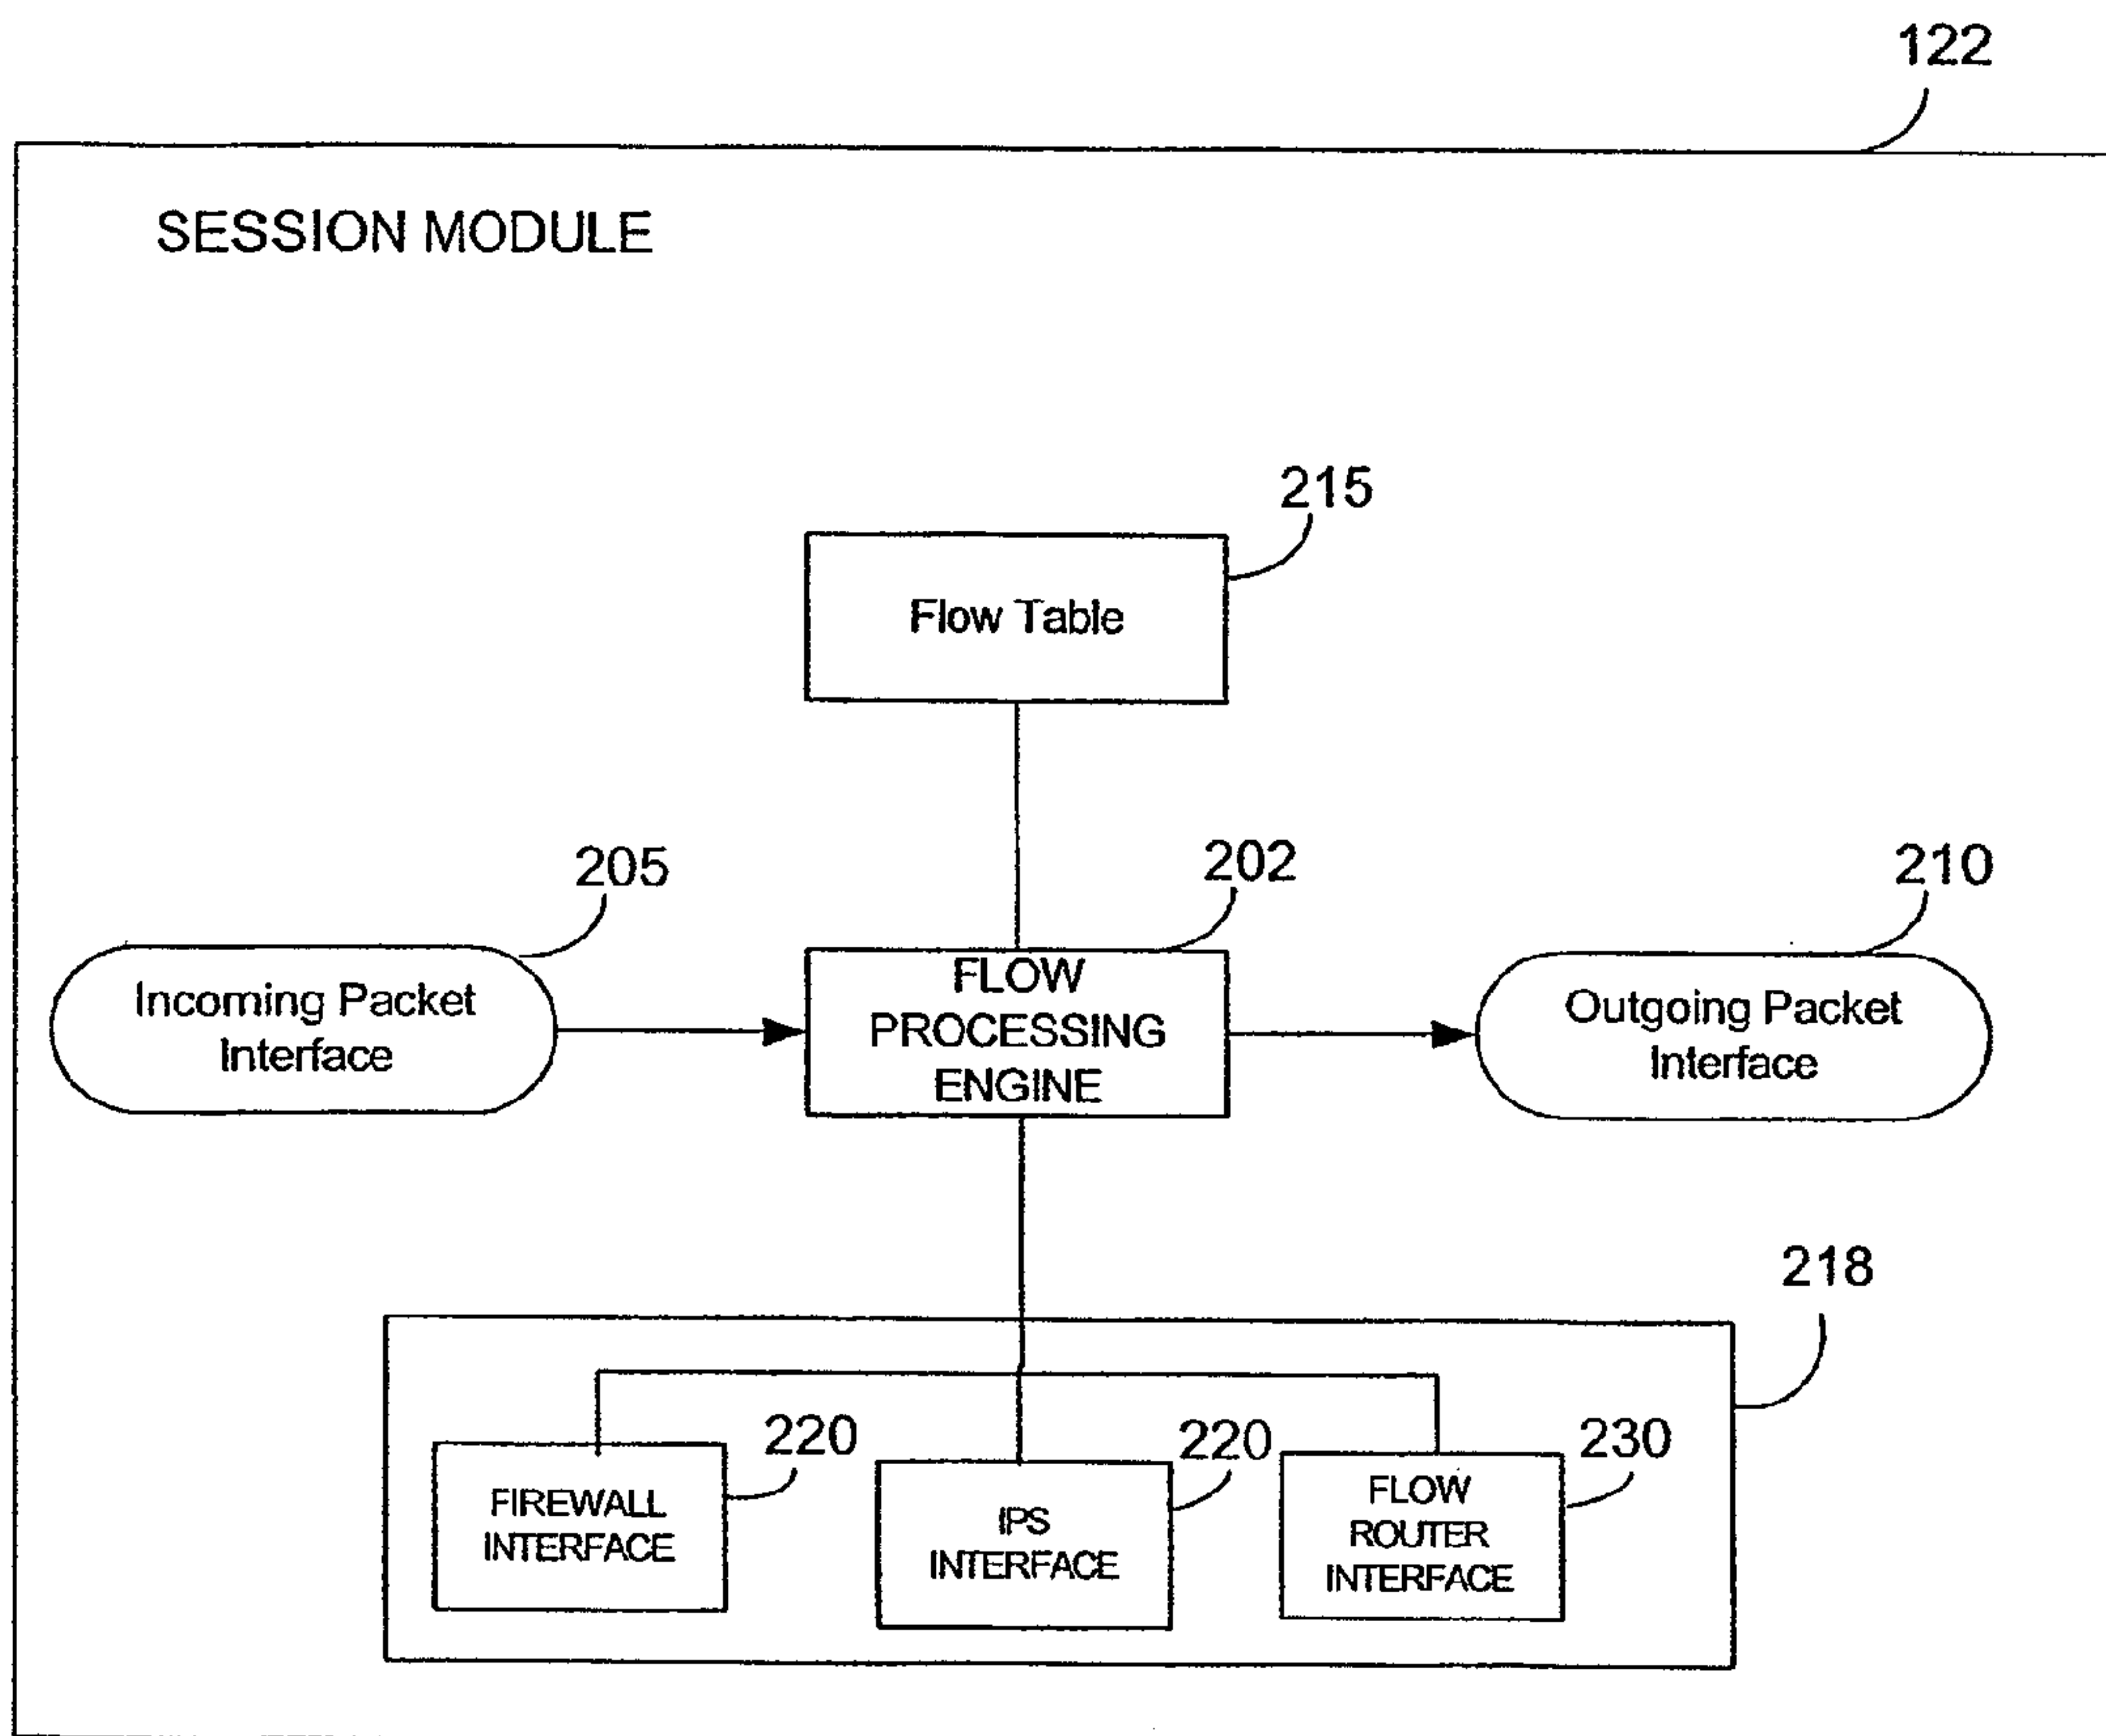 122
SESSION MODULE
215
Flow Table
205
202
210
Incoming Packet
Interface
FLOW
PROCESSING
ENGINE
Outgoing Packet
Interface
218
220
220
230
FIREWALL
INTERFACE
IPS
INTERFACE
FLOW
ROUTER
INTERFACE